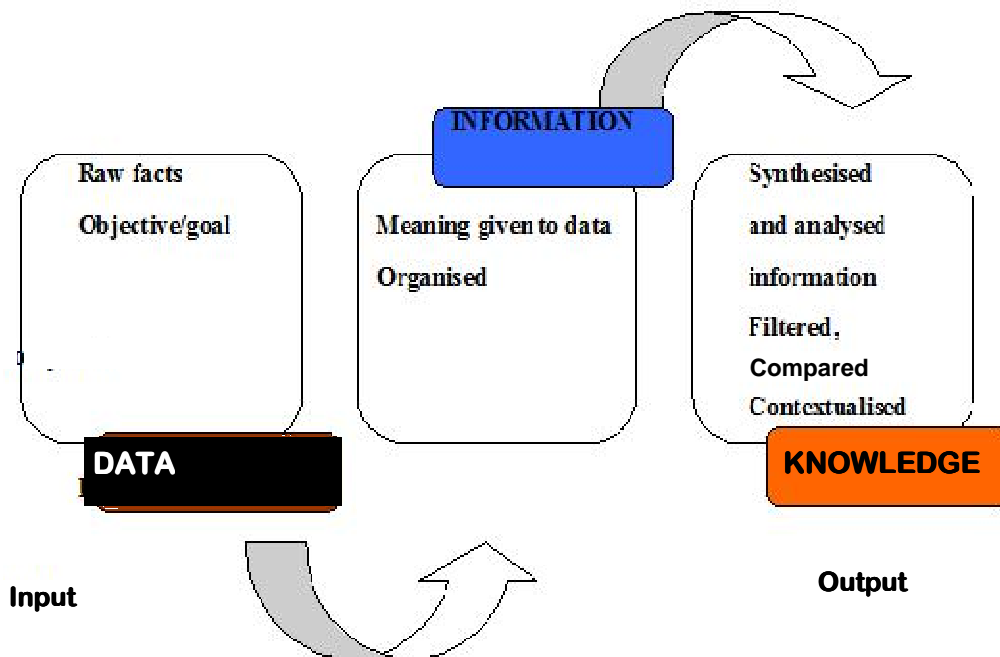 INFORMATION
Raw facts
Objective/goal
DATA
Meaning given to data
Organised
Synthesised
and analysed
information
Filtered,
Compared
Contextualised
KNOWLEDGE
Input
Output